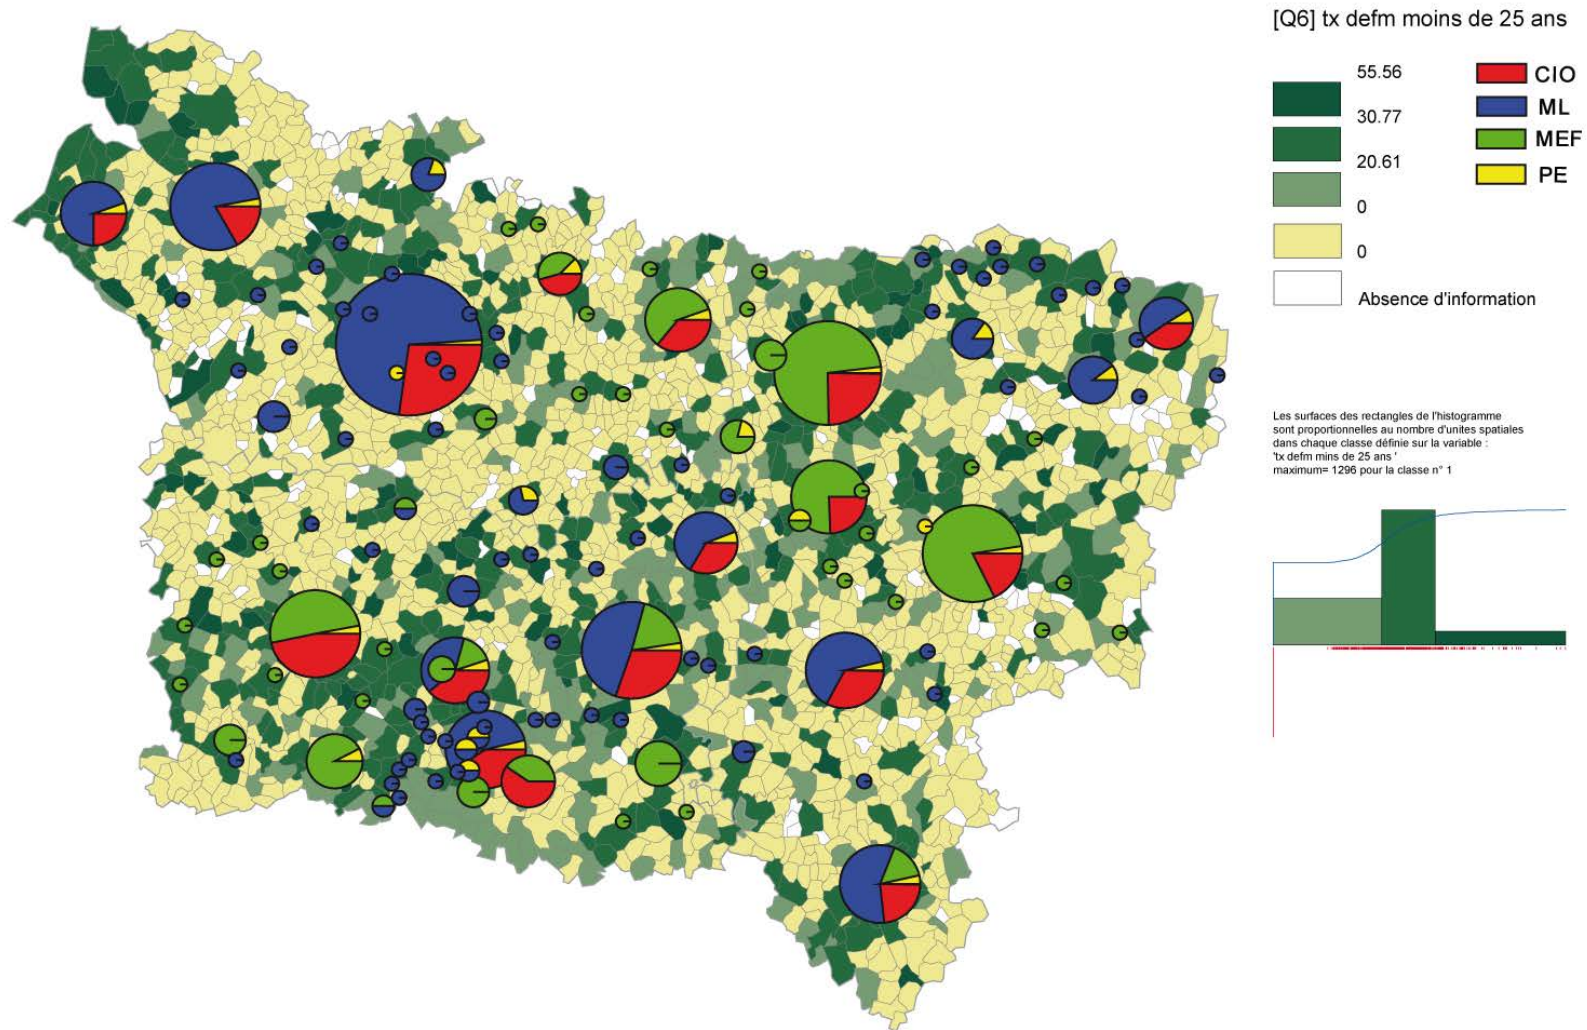 [Q6] tx defm moins de 25 ans
55.56
30.77
20.61
0
0
Absence d'information
CIO
ML
MEF
PE
Les surfaces des rectangles de l'histogramme
sont proportionnelles au nombre d'unites spatiales
dans chaque classe définie sur la variable :
'tx defm mins de 25 ans '
maximum= 1296 pour la classe n° 1